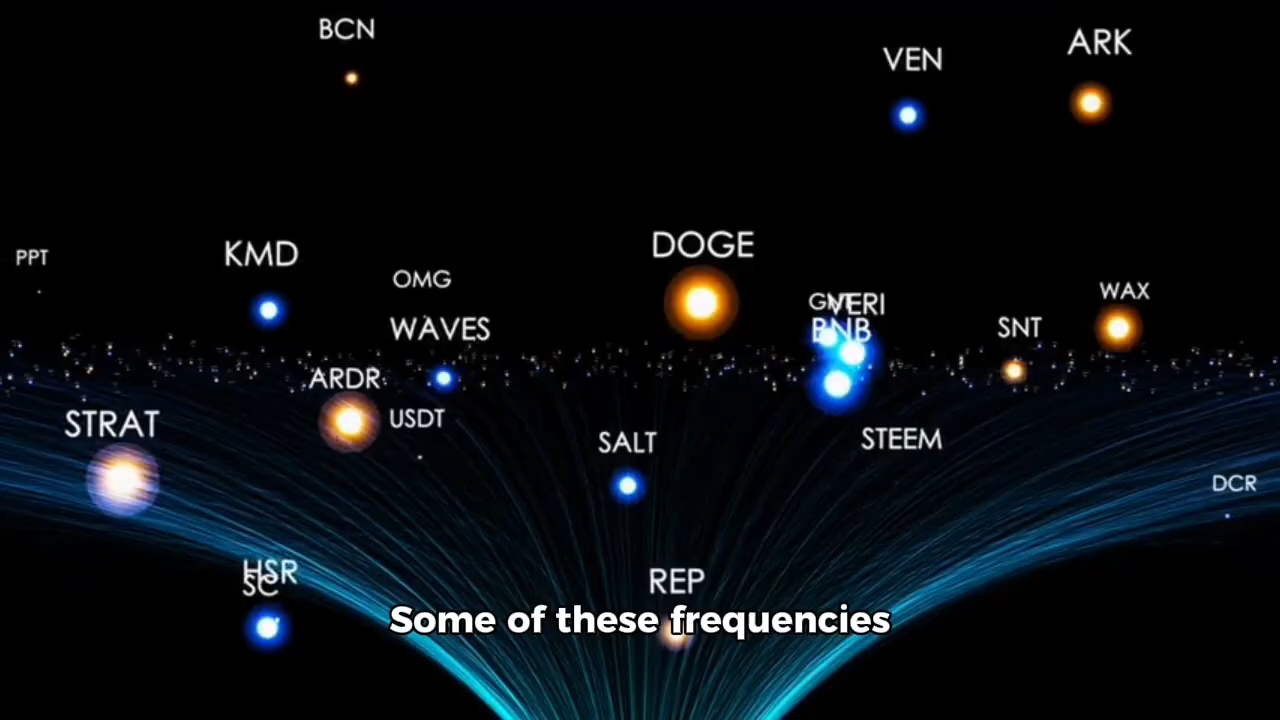 BCN
VEN
ARK
DOGE
KMD
PPT
OMG
WAX
VERI
BNB
SNT
WAVES
ARDR
USDT
STRAT
SALT
STEEM
DCR
HSR
SC
REP
Some of these frequencies